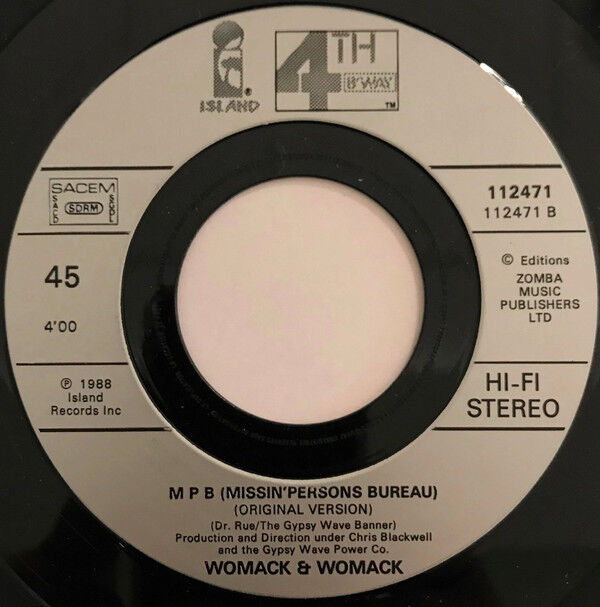 ISLAND
®
4TH
B'WAY
TM
SACEM
SACD SDRM SGDL
45
4'00
℗ 1988
Island
Records Inc
112471
112471 B
© Editions
ZOMBA
MUSIC
PUBLISHERS
LTD
HI-FI
STEREO
M P B (MISSIN'PERSONS BUREAU)
(ORIGINAL VERSION)
(Dr. Rue/The Gypsy Wave Banner)
Production and Direction under Chris Blackwell
and the Gypsy Wave Power Co.
WOMACK & WOMACK